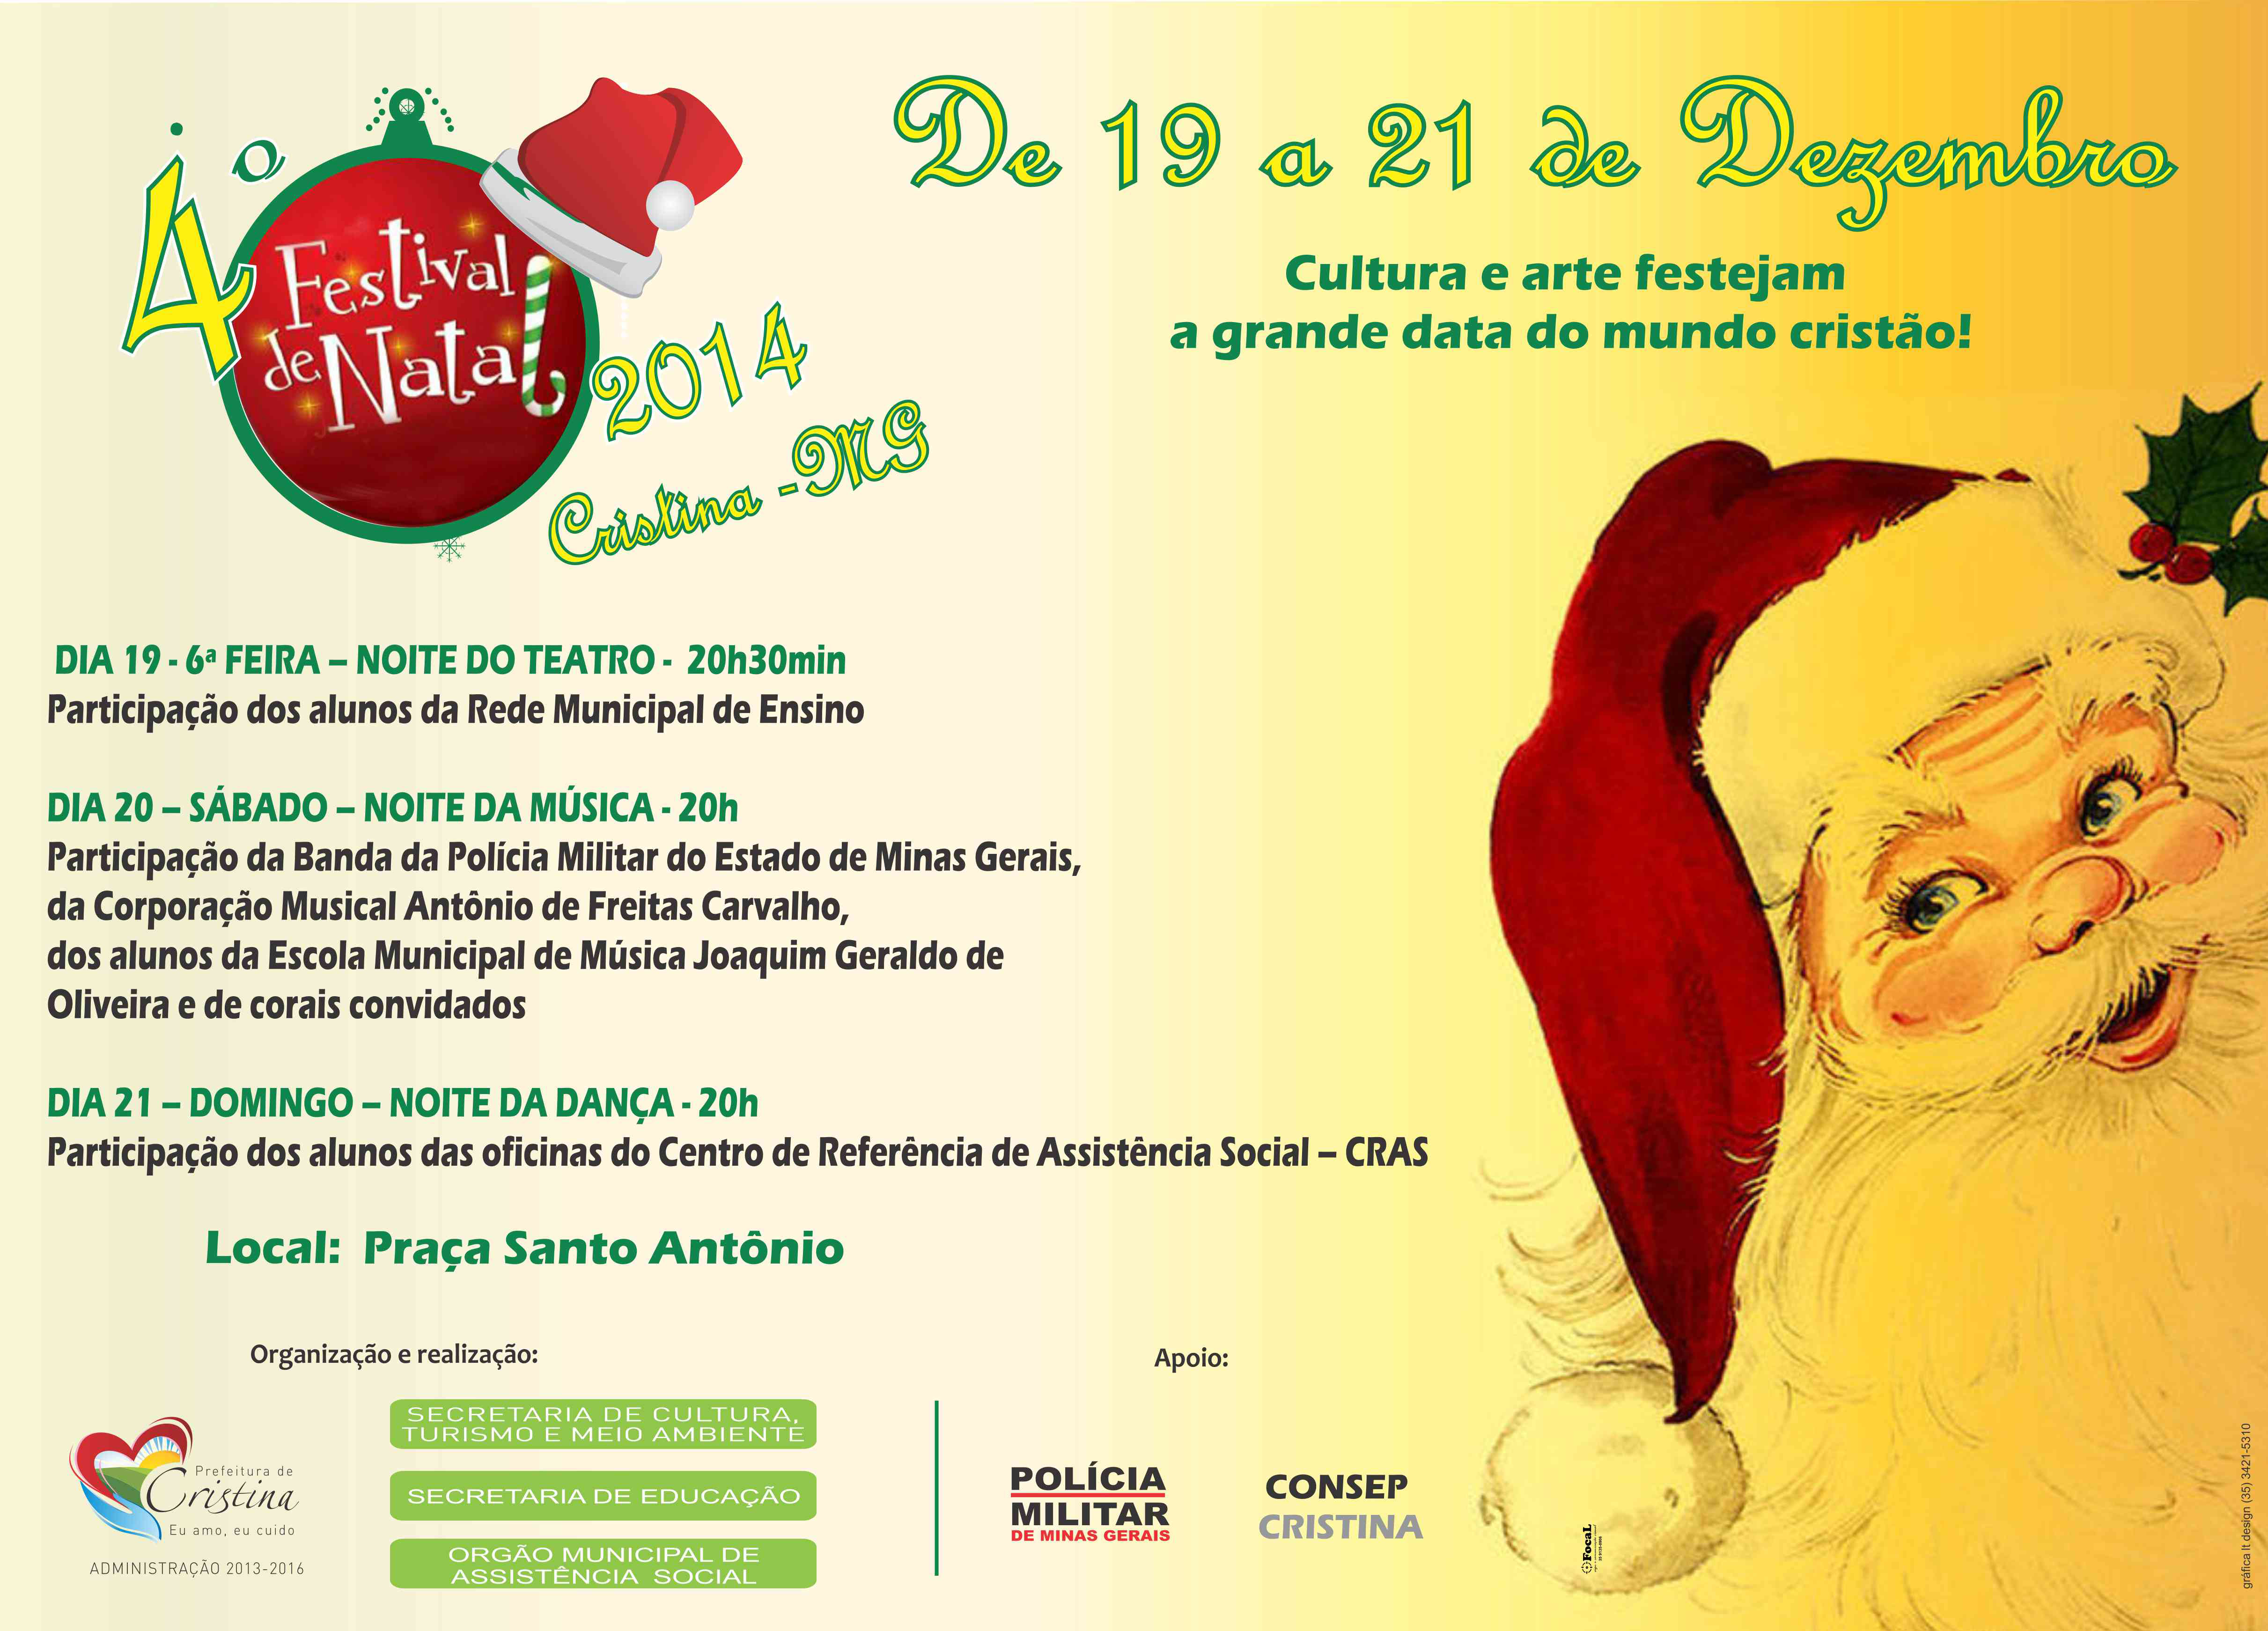 4º
Festival
de Natal
2014
Cristina -MG
De 19 a 21 de Dezembro
Cultura e arte festejam
a grande data do mundo cristão!
DIA 19 - 6ª FEIRA – NOITE DO TEATRO - 20h30min
Participação dos alunos da Rede Municipal de Ensino
DIA 20 – SÁBADO – NOITE DA MÚSICA - 20h
Participação da Banda da Polícia Militar do Estado de Minas Gerais,
da Corporação Musical Antônio de Freitas Carvalho,
dos alunos da Escola Municipal de Música Joaquim Geraldo de
Oliveira e de corais convidados
DIA 21 – DOMINGO – NOITE DA DANÇA - 20h
Participação dos alunos das oficinas do Centro de Referência de Assistência Social – CRAS
Local: Praça Santo Antônio
Organização e realização:
Prefeitura de
Cristina
Eu amo, eu cuido
ADMINISTRAÇÃO 2013-2016
SECRETARIA DE CULTURA,
TURISMO E MEIO AMBIENTE
SECRETARIA DE EDUCAÇÃO
ORGÃO MUNICIPAL DE
ASSISTÊNCIA SOCIAL
Apoio:
POLÍCIA
MILITAR
DE MINAS GERAIS
CONSEP
CRISTINA
FocaL
gráfica lt design (35) 3421-5310